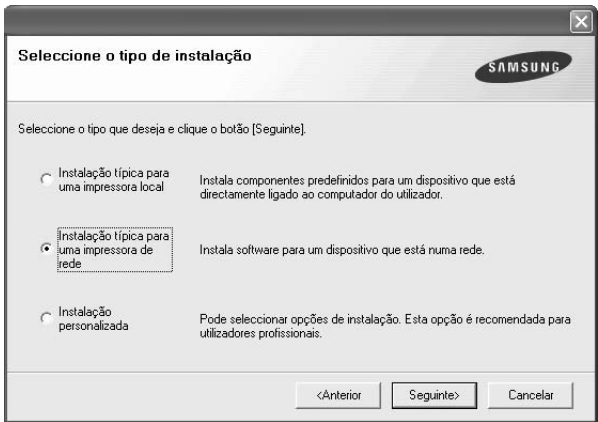 Seleccione o tipo de instalação
SAMSUNG
Seleccione o tipo que deseja e clique o botão [Seguinte].
Instalação típica para
uma impressora local
Instala componentes predefinidos para um dispositivo que está
directamente ligado ao computador do utilizador.
Instalação típica para
uma impressora de
rede
Instala software para um dispositivo que está numa rede.
Instalação
personalizada
Pode seleccionar opções de instalação. Esta opção é recomendada para
utilizadores profissionais.
<Anterior
Seguinte>
Cancelar